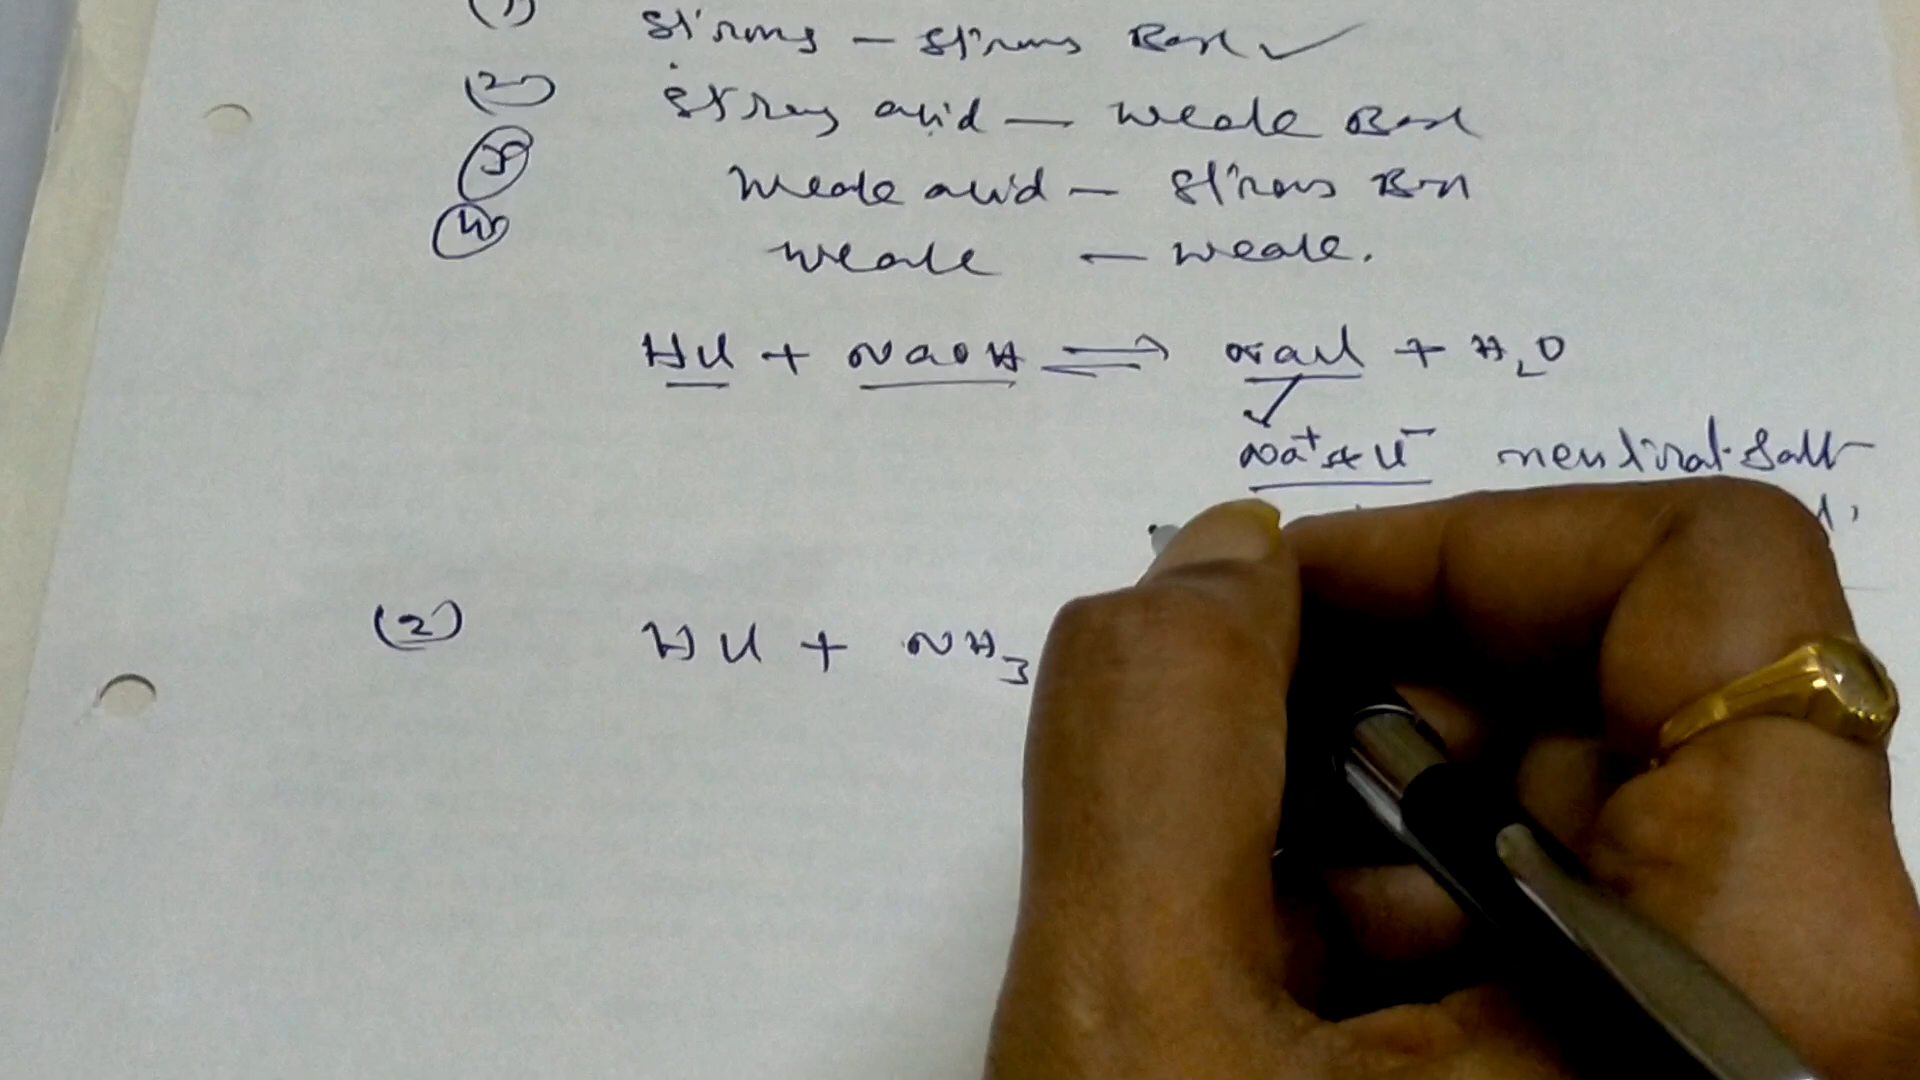 (1) Strong - Strong Base ✓
(2) Strong acid — weak Base
(3) weak acid — Strong Base
(4) weak — weak.
HCl + NaOH ⇌ NaCl + H₂O
Na⁺ + Cl⁻ neutral salt
(2) HCl + NH₃